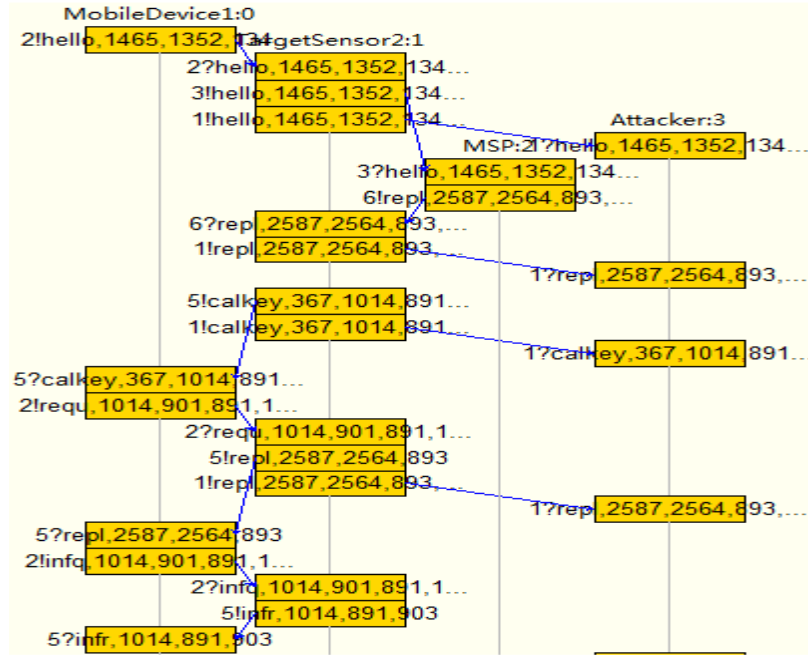 MobileDevice1:0
2!hello,1465,1352,134...
TargetSensor2:1
2?hello,1465,1352,134...
3!hello,1465,1352,134...
1!hello,1465,1352,134...
Attacker:3
MSP:2
1?hello,1465,1352,134...
3?hello,1465,1352,134...
6!repl,2587,2564,893,...
6?repl,2587,2564,893,...
1!repl,2587,2564,893,...
1?repl,2587,2564,893,...
5!calkey,367,1014,891...
1!calkey,367,1014,891...
1?calkey,367,1014,891...
5?calkey,367,1014,891...
2!requ,1014,901,891,1...
2?requ,1014,901,891,1...
5!repl,2587,2564,893
1!repl,2587,2564,893,...
1?repl,2587,2564,893,...
5?repl,2587,2564,893
2!infq,1014,901,891,1...
2?infq,1014,901,891,1...
5!infr,1014,891,903
5?infr,1014,891,903